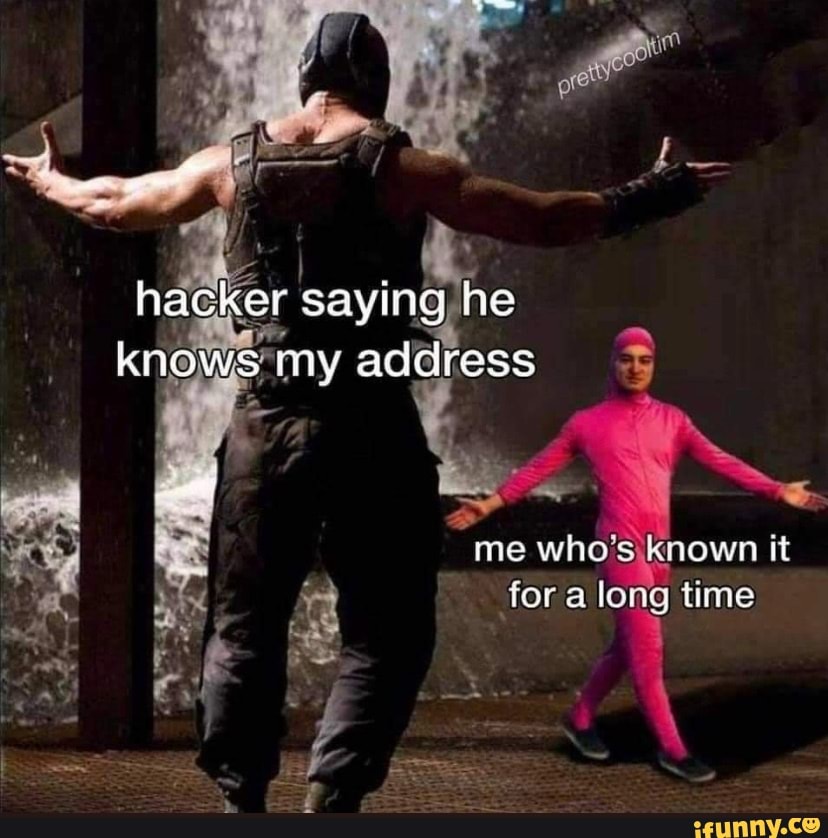 prettycooltim
hacker saying he
knows my address
me who's known it
for a long time
ifunny.co